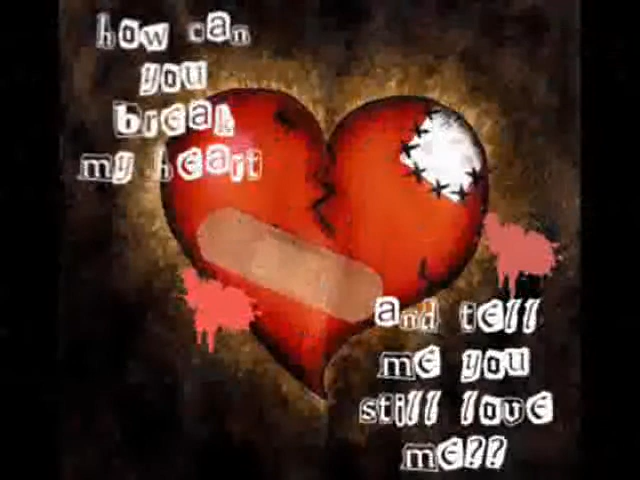 how can
you
break
my heart
and tell
me you
still love
me??